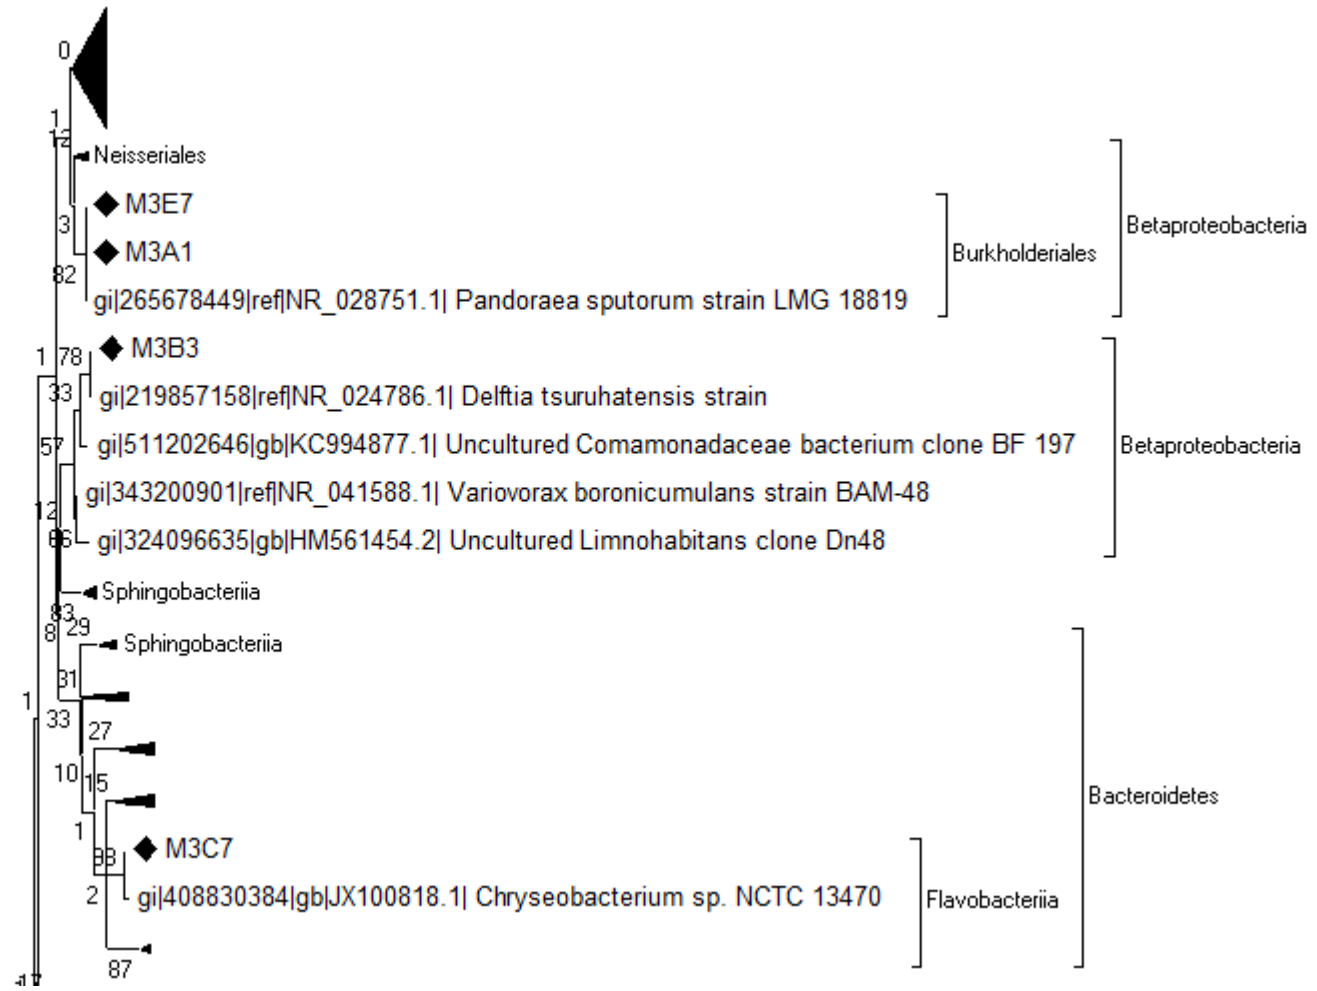 0
1
12
Neisseriales
M3E7
3
Betaproteobacteria
M3A1
Burkholderiales
82
gi|265678449|ref|NR_028751.1| Pandoraea sputorum strain LMG 18819
1 78 M3B3
33 gi|219857158|ref|NR_024786.1| Delftia tsuruhatensis strain
57 gi|511202646|gb|KC994877.1| Uncultured Comamonadaceae bacterium clone BF 197
Betaproteobacteria
gi|343200901|ref|NR_041588.1| Variovorax boronicumulans strain BAM-48
12
gi|324096635|gb|HM561454.2| Uncultured Limnohabitans clone Dn48
Sphingobacteriia
83
8 29
Sphingobacteriia
31
1
33
27
10 15
Bacteroidetes
1
M3C7
2 gi|408830384|gb|JX100818.1| Chryseobacterium sp. NCTC 13470
Flavobacteriia
87
17